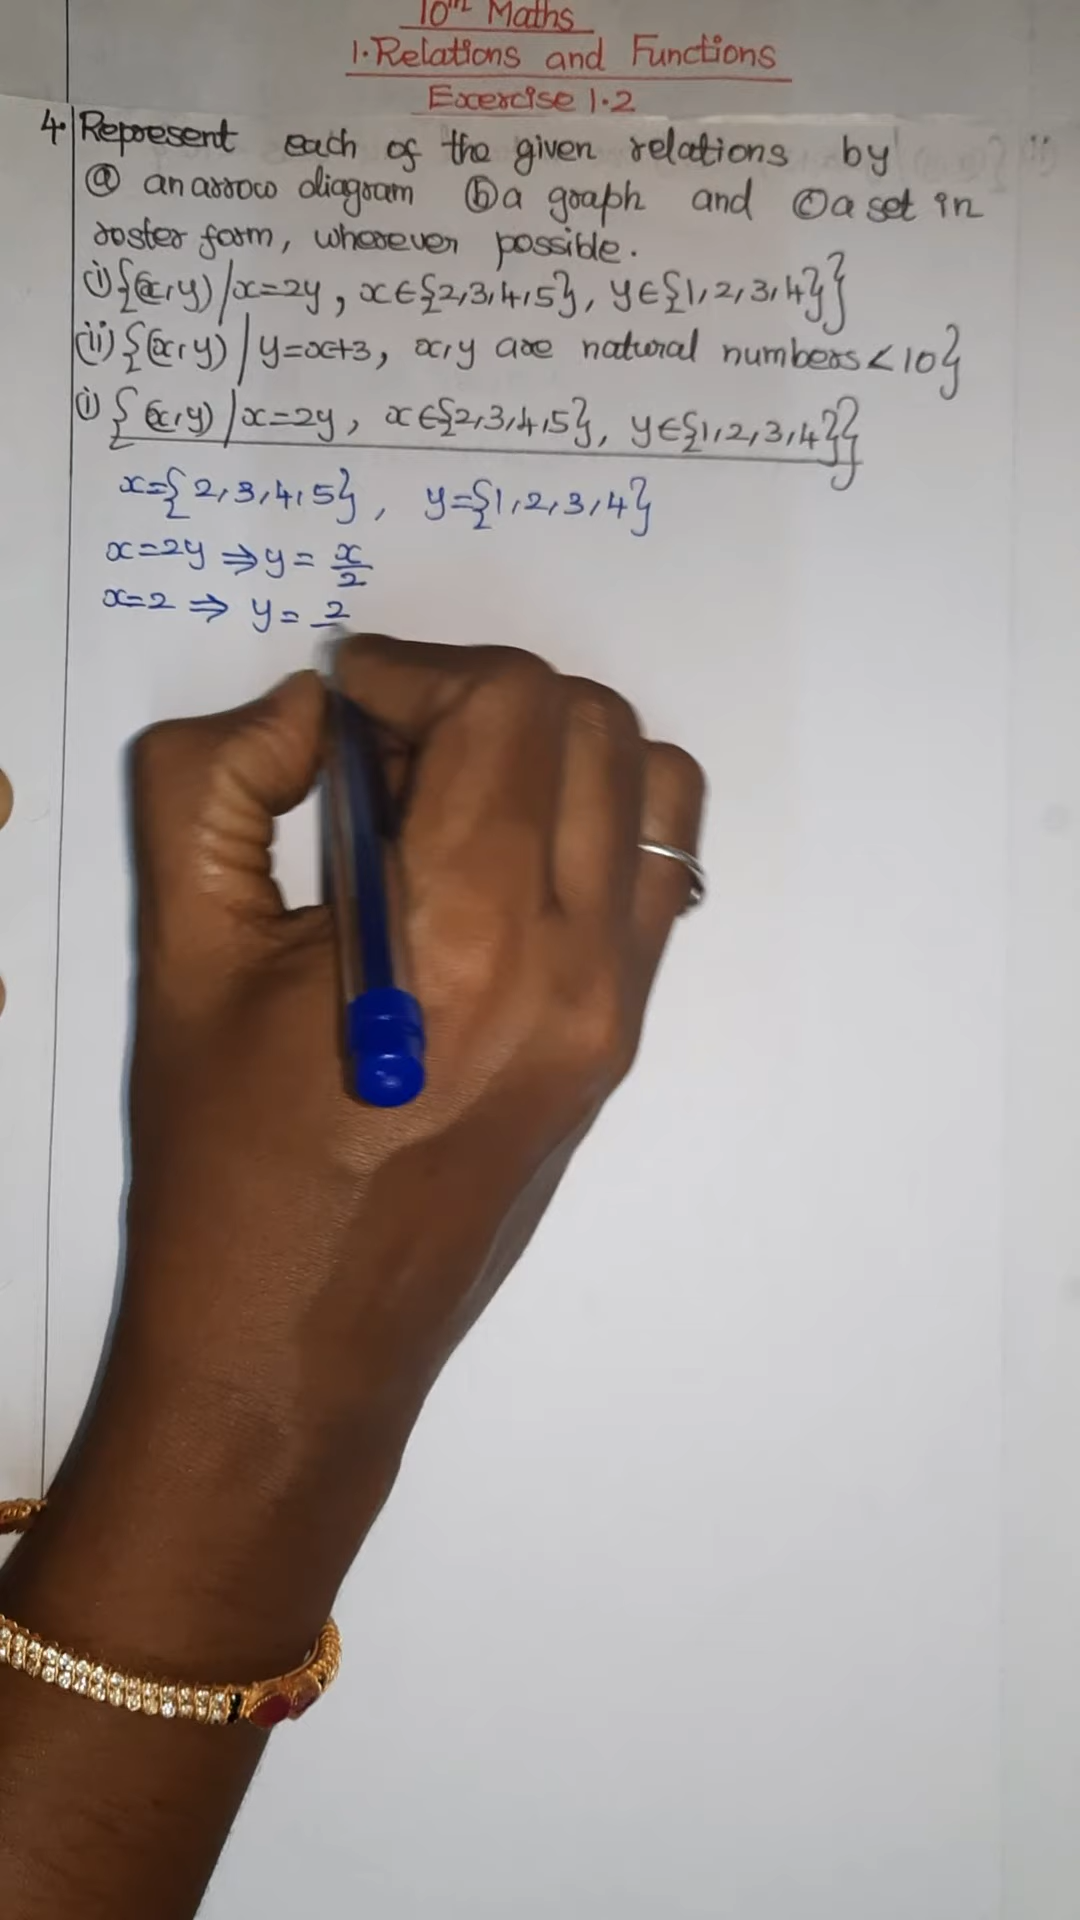 10th Maths
1. Relations and Functions
Exercise 1.2
4. Represent each of the given relations by
ⓐ an arrow diagram ⓑ a graph and ⓒ a set in
roster form, wherever possible.
(i) {(x,y) / x=2y, x∈{2,3,4,5}, y∈{1,2,3,4}}
(ii) {(x,y) / y=x+3, x,y are natural numbers < 10}
(i) {(x,y) / x=2y, x∈{2,3,4,5}, y∈{1,2,3,4}}
x={2,3,4,5}, y={1,2,3,4}
x=2y ⇒ y = x/2
x=2 ⇒ y = 2